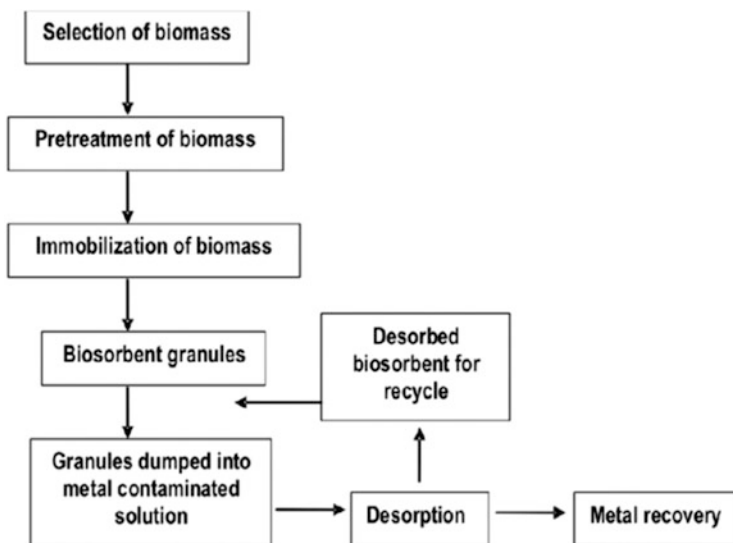 Selection of biomass
Pretreatment of biomass
Immobilization of biomass
Biosorbent granules
Desorbed
biosorbent for
recycle
Granules dumped into
metal contaminated
solution
Desorption
Metal recovery